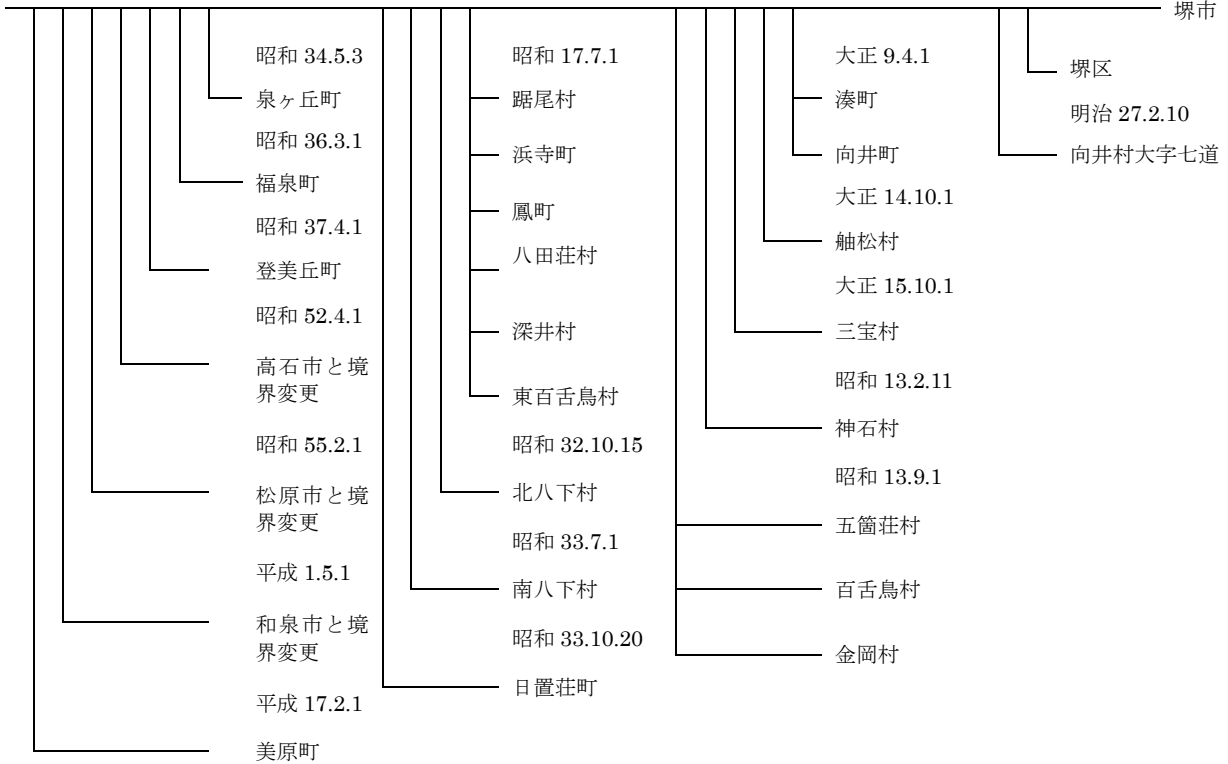 堺市
堺区
明治 27.2.10
向井村大字七道
大正 9.4.1
湊町
向井町
大正 14.10.1
舳松村
大正 15.10.1
三宝村
昭和 13.2.11
神石村
昭和 13.9.1
五箇荘村
百舌鳥村
金岡村
昭和 17.7.1
踞尾村
浜寺町
鳳町
八田荘村
深井村
東百舌鳥村
昭和 32.10.15
北八下村
昭和 33.7.1
南八下村
昭和 33.10.20
日置荘町
昭和 34.5.3
泉ヶ丘町
昭和 36.3.1
福泉町
昭和 37.4.1
登美丘町
昭和 52.4.1
高石市と境
界変更
昭和 55.2.1
松原市と境
界変更
平成 1.5.1
和泉市と境
界変更
平成 17.2.1
美原町